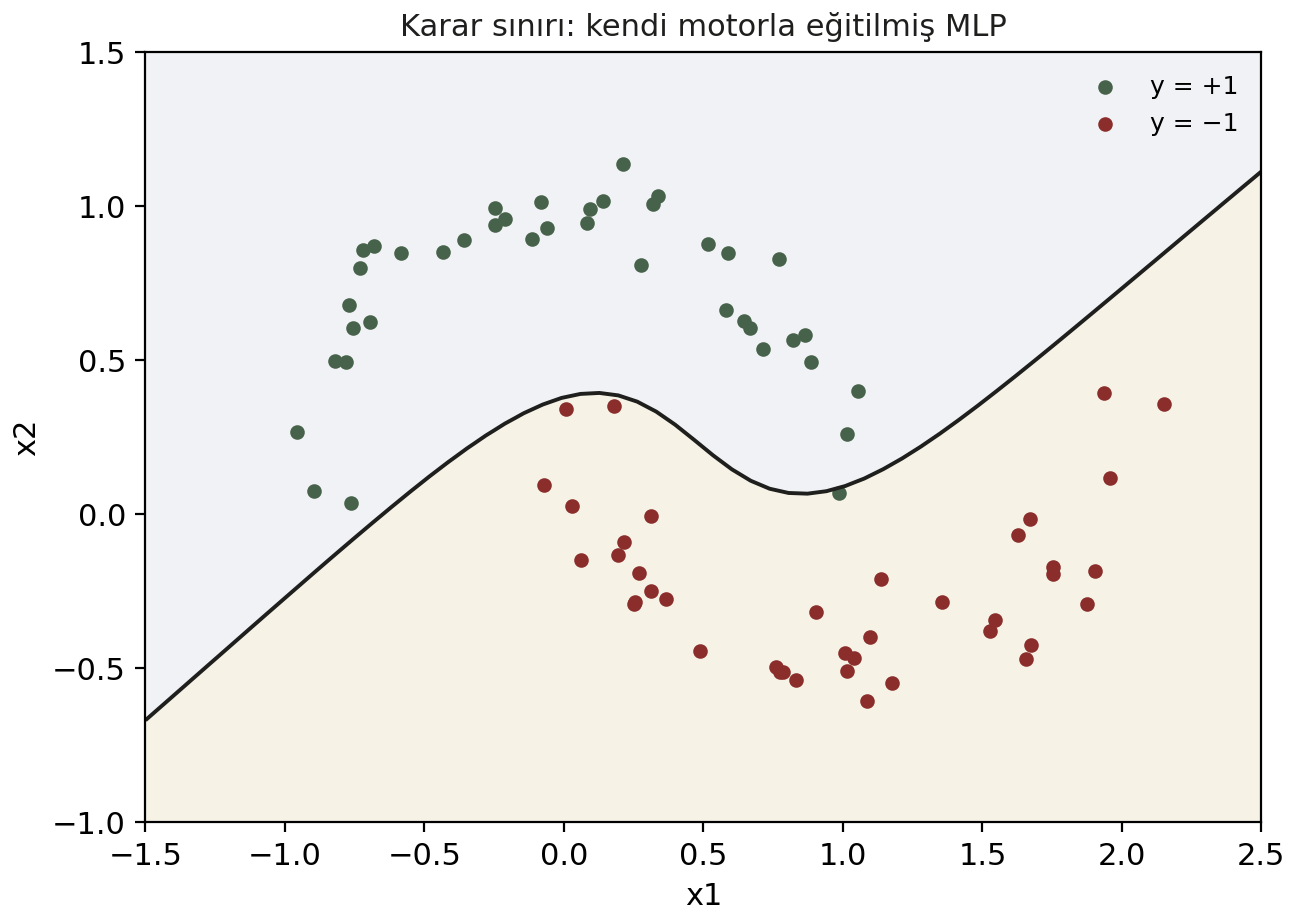 Karar sınırı: kendi motorla eğitilmiş MLP
y = +1
y = −1
1.5
1.0
0.5
0.0
−0.5
−1.0
x2
−1.5 −1.0 −0.5 0.0 0.5 1.0 1.5 2.0 2.5
x1